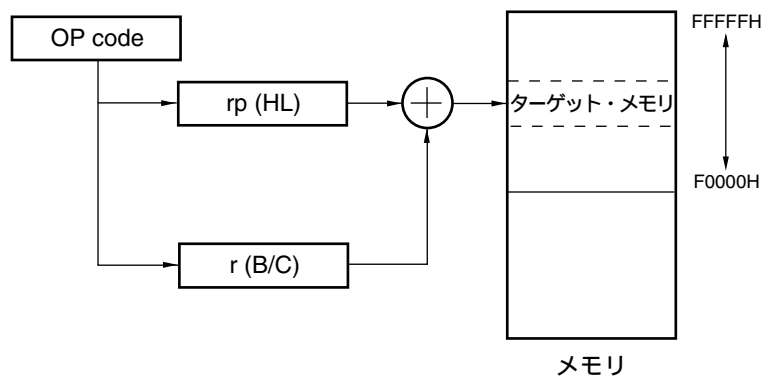 OP code
FFFFFH
rp (HL)
ターゲット・メモリ
F0000H
r (B/C)
メモリ